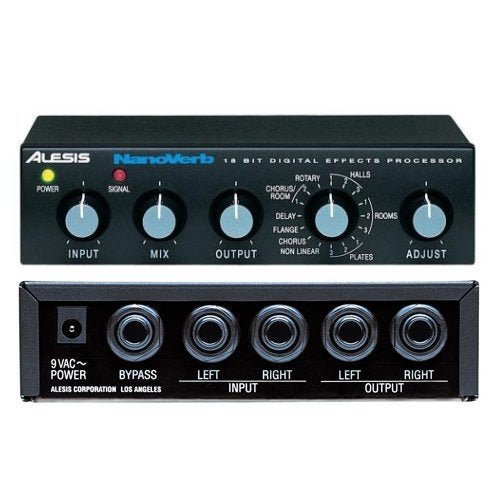 ALESIS NanoVerb 18 BIT DIGITAL EFFECTS PROCESSOR
POWER SIGNAL
INPUT MIX OUTPUT
ROTARY HALLS
CHORUS/
ROOM
DELAY 2 ROOMS
FLANGE
CHORUS
NON LINEAR PLATES
ADJUST
9 VAC~
POWER BYPASS LEFT RIGHT LEFT RIGHT
INPUT OUTPUT
ALESIS CORPORATION LOS ANGELES